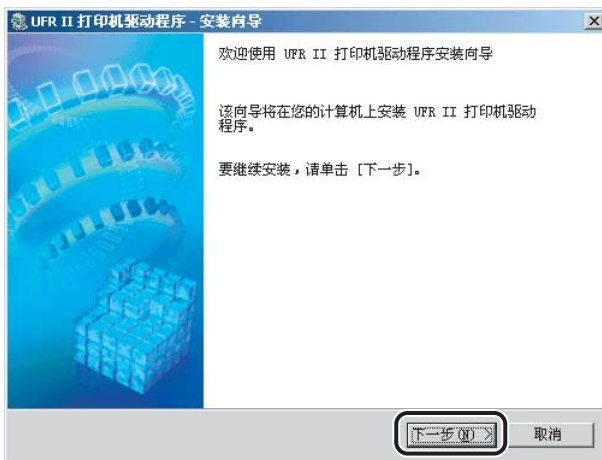 UFR II 打印机驱动程序 - 安装向导
欢迎使用 UFR II 打印机驱动程序安装向导
该向导将在您的计算机上安装 UFR II 打印机驱动
程序。
要继续安装，请单击 [下一步]。
下一步(N) >
取消